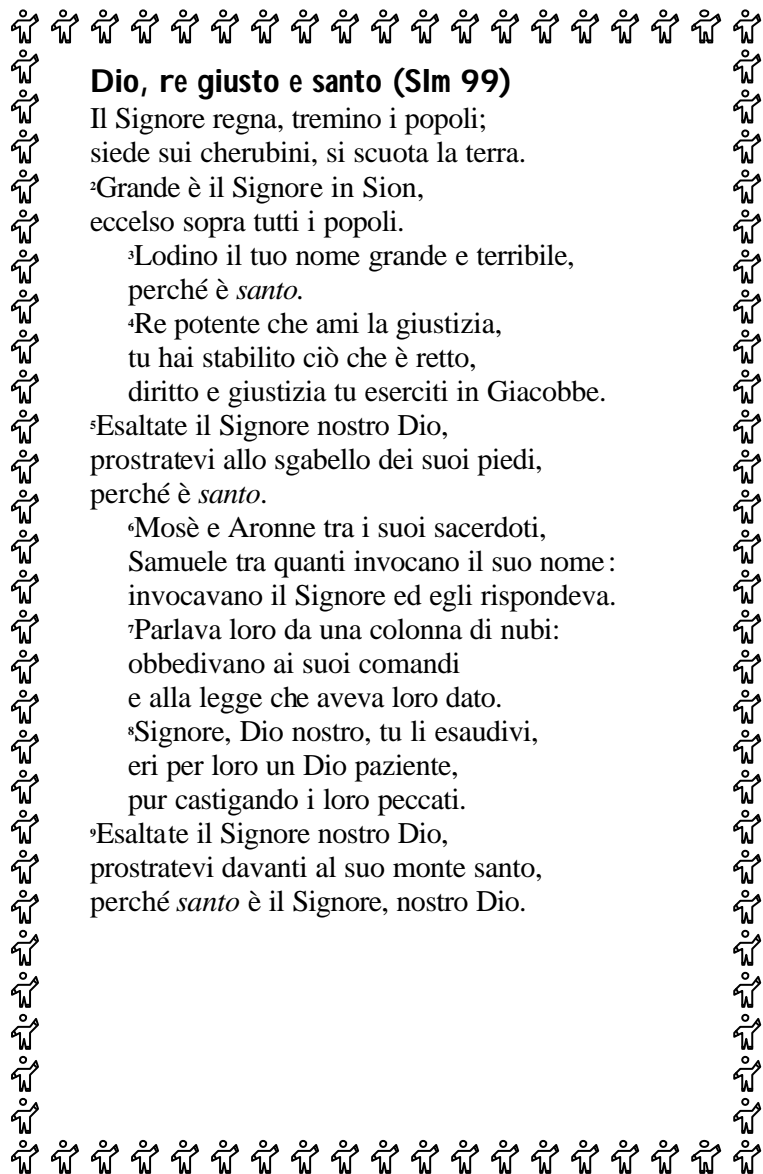 Dio, re giusto e santo (Slm 99)
Il Signore regna, tremino i popoli;
siede sui cherubini, si scuota la terra.
²Grande è il Signore in Sion,
eccelso sopra tutti i popoli.
³Lodino il tuo nome grande e terribile,
perché è santo.
⁴Re potente che ami la giustizia,
tu hai stabilito ciò che è retto,
diritto e giustizia tu eserciti in Giacobbe.
⁵Esaltate il Signore nostro Dio,
prostratevi allo sgabello dei suoi piedi,
perché è santo.
⁶Mosè e Aronne tra i suoi sacerdoti,
Samuele tra quanti invocano il suo nome:
invocavano il Signore ed egli rispondeva.
⁷Parlava loro da una colonna di nubi:
obbedivano ai suoi comandi
e alla legge che aveva loro dato.
⁸Signore, Dio nostro, tu li esaudivi,
eri per loro un Dio paziente,
pur castigando i loro peccati.
⁹Esaltate il Signore nostro Dio,
prostratevi davanti al suo monte santo,
perché santo è il Signore, nostro Dio.